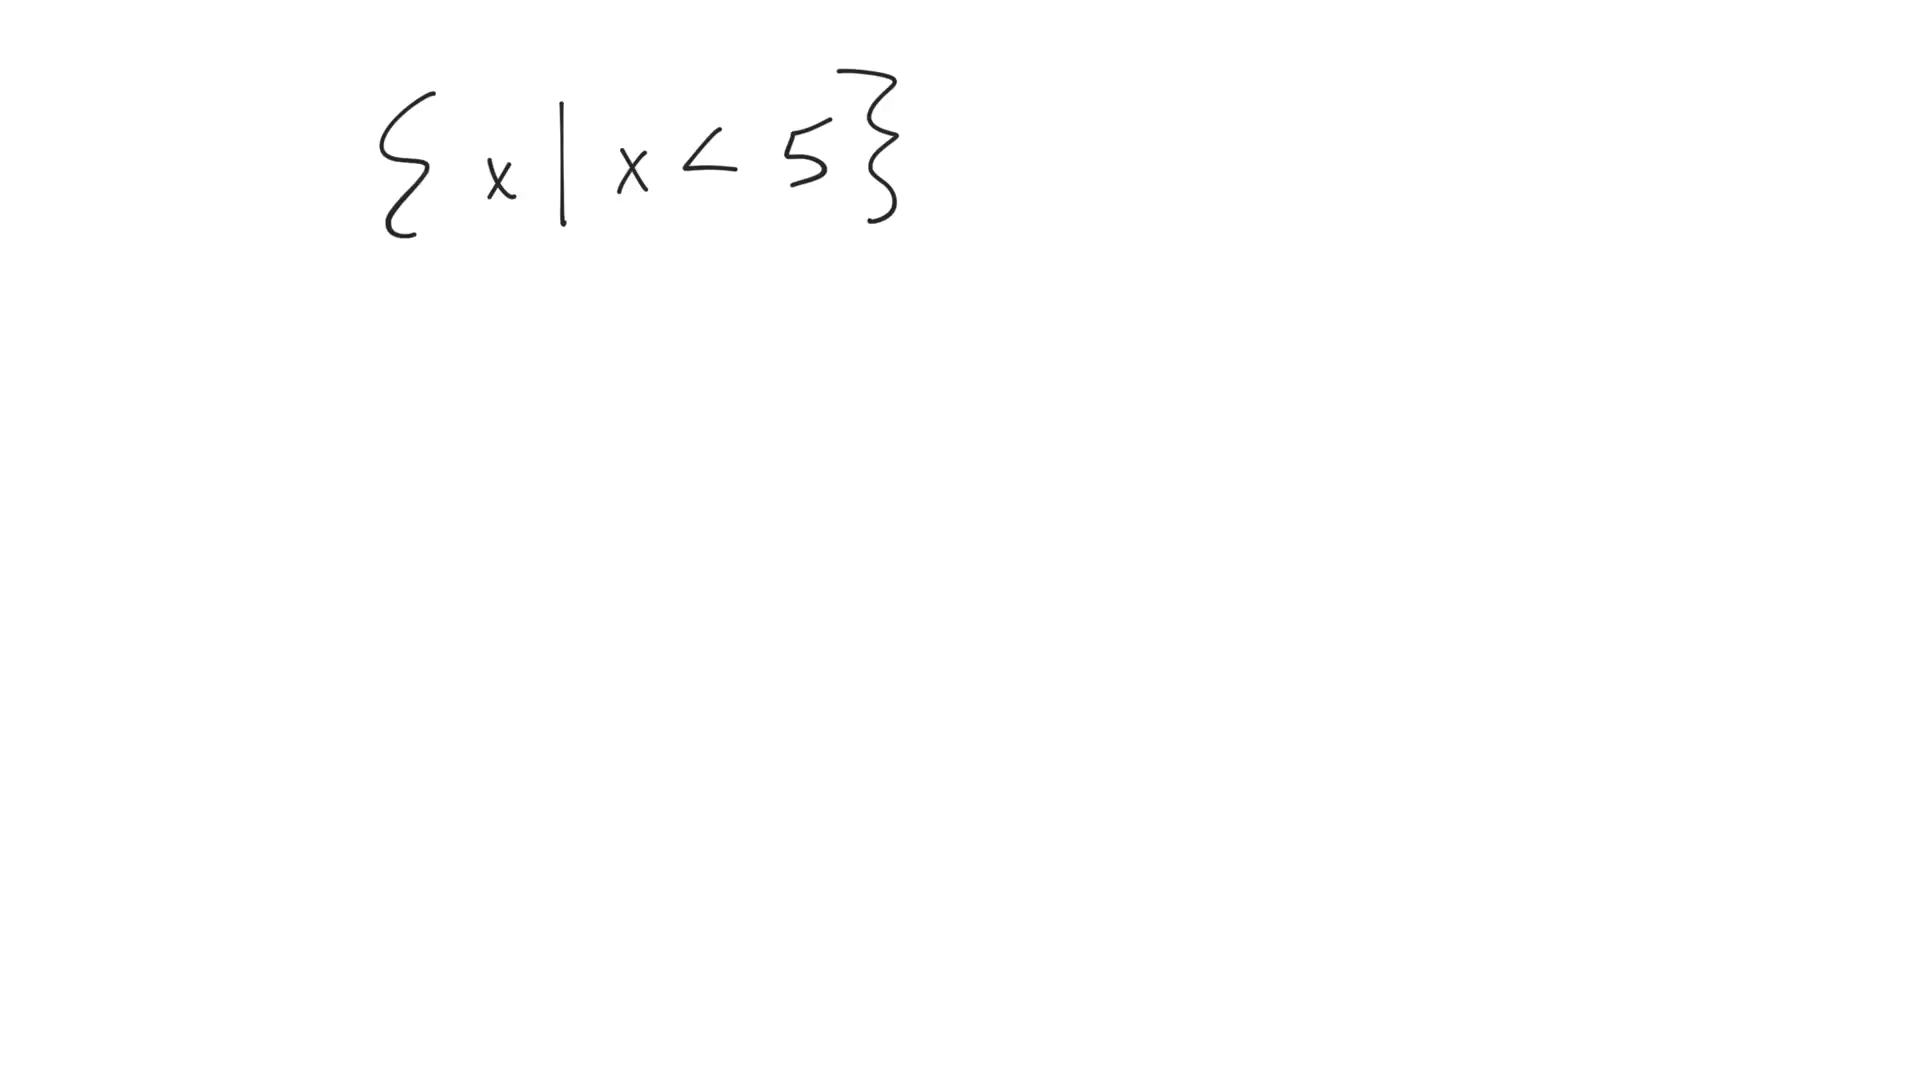 { x | x < 5 }